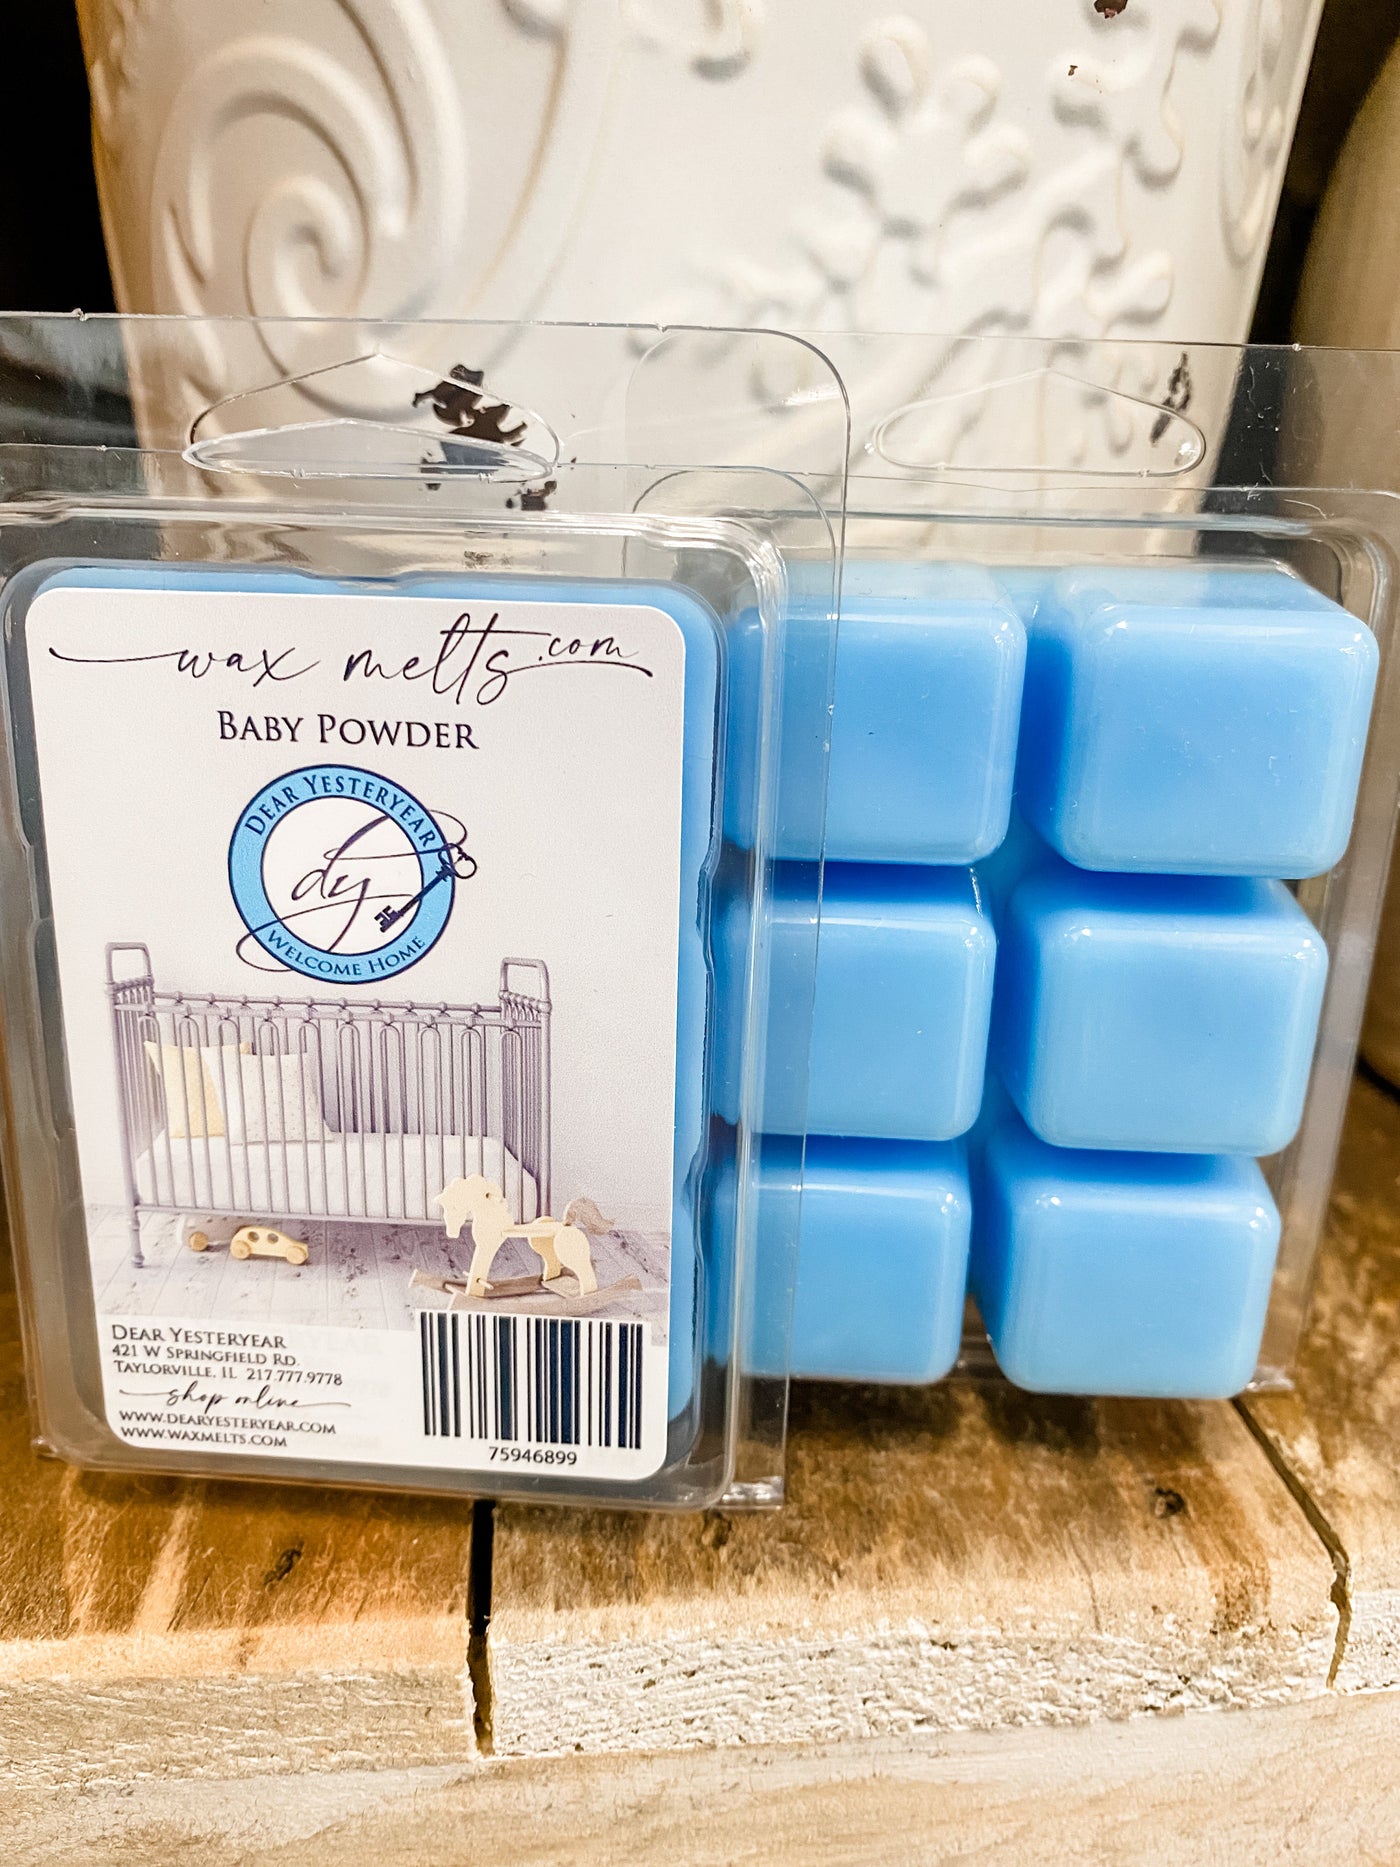 wax melts.com
Baby Powder
Dear Yesteryear
dy
Welcome Home
Dear Yesteryear
421 W Springfield Rd.
Taylorville, IL 217.777.9778
shop online
www.dearyesteryear.com
www.waxmelts.com
75946899